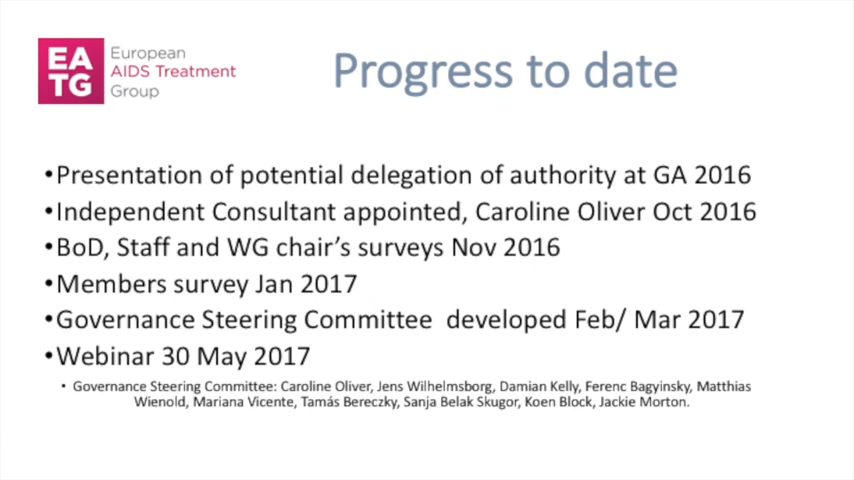 EA
TG
European
AIDS Treatment
Group
Progress to date
•Presentation of potential delegation of authority at GA 2016
•Independent Consultant appointed, Caroline Oliver Oct 2016
•BoD, Staff and WG chair’s surveys Nov 2016
•Members survey Jan 2017
•Governance Steering Committee  developed Feb/ Mar 2017
•Webinar 30 May 2017
• Governance Steering Committee: Caroline Oliver, Jens Wilhelmsborg, Damian Kelly, Ferenc Bagyinsky, Matthias
Wienold, Mariana Vicente, Tamás Bereczky, Sanja Belak Skugor, Koen Block, Jackie Morton.